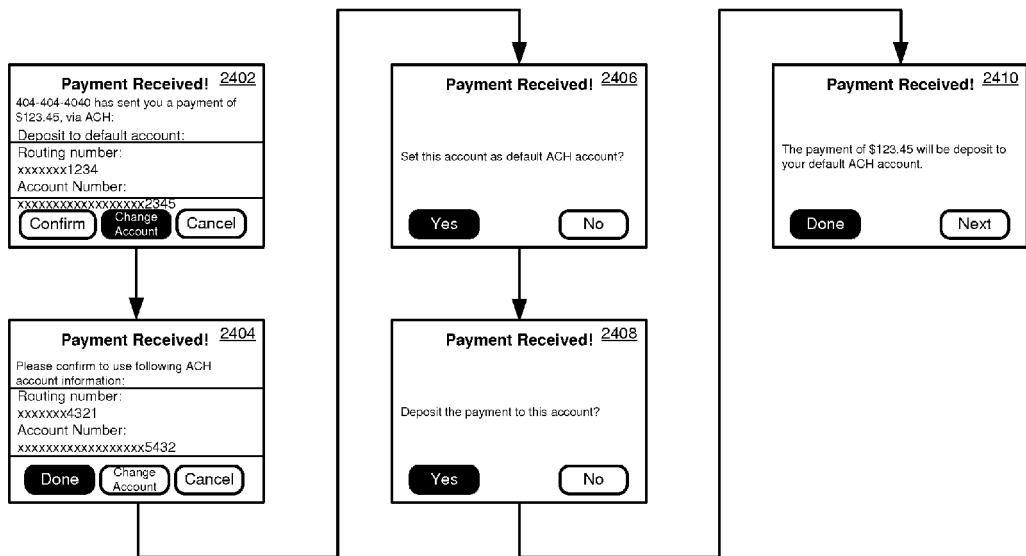 Payment Received! 2402
404-404-4040 has sent you a payment of
$123.45, via ACH:
Deposit to default account:
Routing number:
xxxxxxx1234
Account Number:
xxxxxxxxxxxxxxxxxx2345
Confirm
Change
Account
Cancel
Payment Received! 2404
Please confirm to use following ACH
account information:
Routing number:
xxxxxxx4321
Account Number:
xxxxxxxxxxxxxxxxxx5432
Done
Change
Account
Cancel
Payment Received! 2406
Set this account as default ACH account?
Yes
No
Payment Received! 2408
Deposit the payment to this account?
Yes
No
Payment Received! 2410
The payment of $123.45 will be deposit to
your default ACH account.
Done
Next